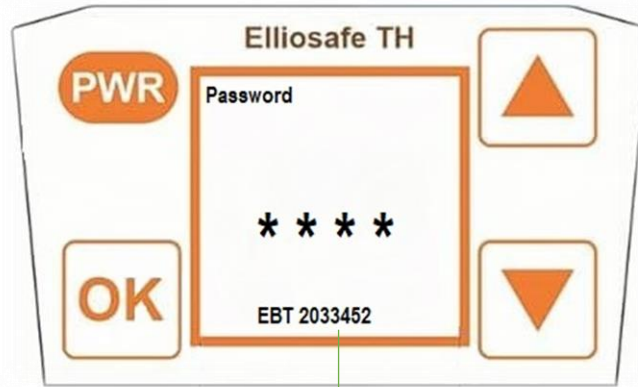 Elliosafe TH
PWR
Password
* * * *
OK
EBT 2033452